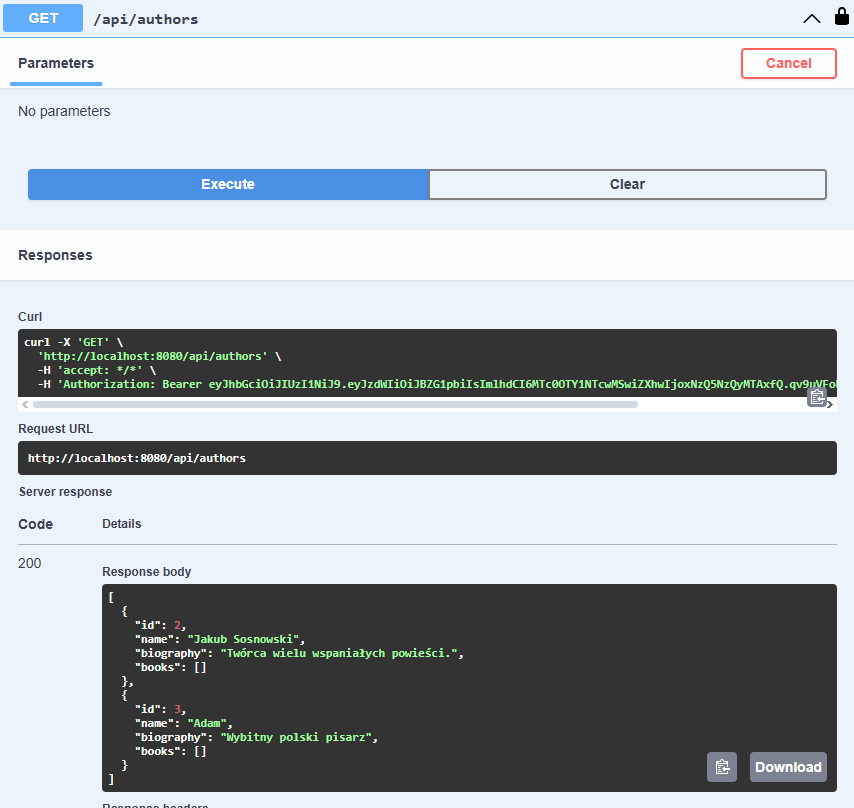 GET /api/authors
Parameters
Cancel
No parameters
Execute
Clear
Responses
Curl
curl -X 'GET' \
'http://localhost:8080/api/authors' \
-H 'accept: */*' \
-H 'Authorization: Bearer eyJhbGciOiJIUzI1NiJ9.eyJzdWIiOiJBZG1pbiIsImlhdCI6MTc0OTY1NTcwMSwiZXhwIjoxNzQ5NzQyMTAxfQ.qv9uVFo
Request URL
http://localhost:8080/api/authors
Server response
Code Details
200
Response body
[
{
"id": 2,
"name": "Jakub Sosnowski",
"biography": "Twórca wielu wspaniałych powieści.",
"books": []
},
{
"id": 3,
"name": "Adam",
"biography": "Wybitny polski pisarz",
"books": []
}
]
Download
Response headers